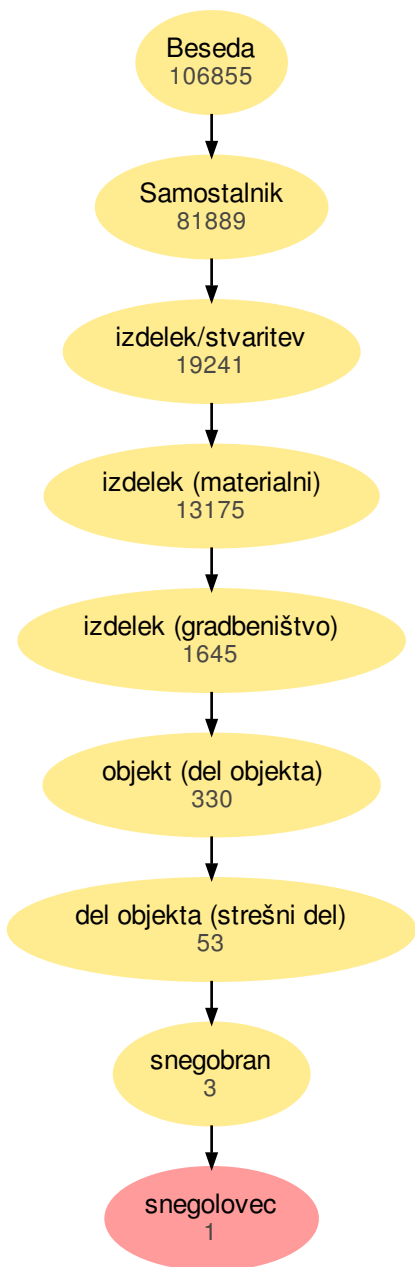 Beseda
106855
Samostalnik
81889
izdelek/stvaritev
19241
izdelek (materialni)
13175
izdelek (gradbeništvo)
1645
objekt (del objekta)
330
del objekta (strešni del)
53
snegobran
3
snegolovec
1